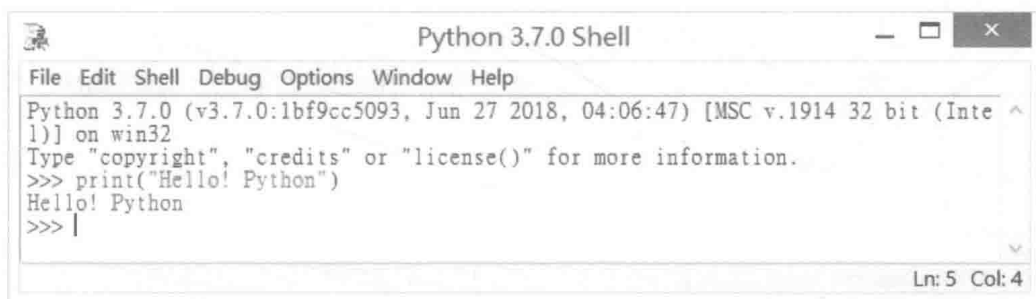 Python 3.7.0 Shell
File Edit Shell Debug Options Window Help
Python 3.7.0 (v3.7.0:1bf9cc5093, Jun 27 2018, 04:06:47) [MSC v.1914 32 bit (Inte
l)] on win32
Type "copyright", "credits" or "license()" for more information.
>>> print("Hello! Python")
Hello! Python
>>>
Ln: 5 Col: 4